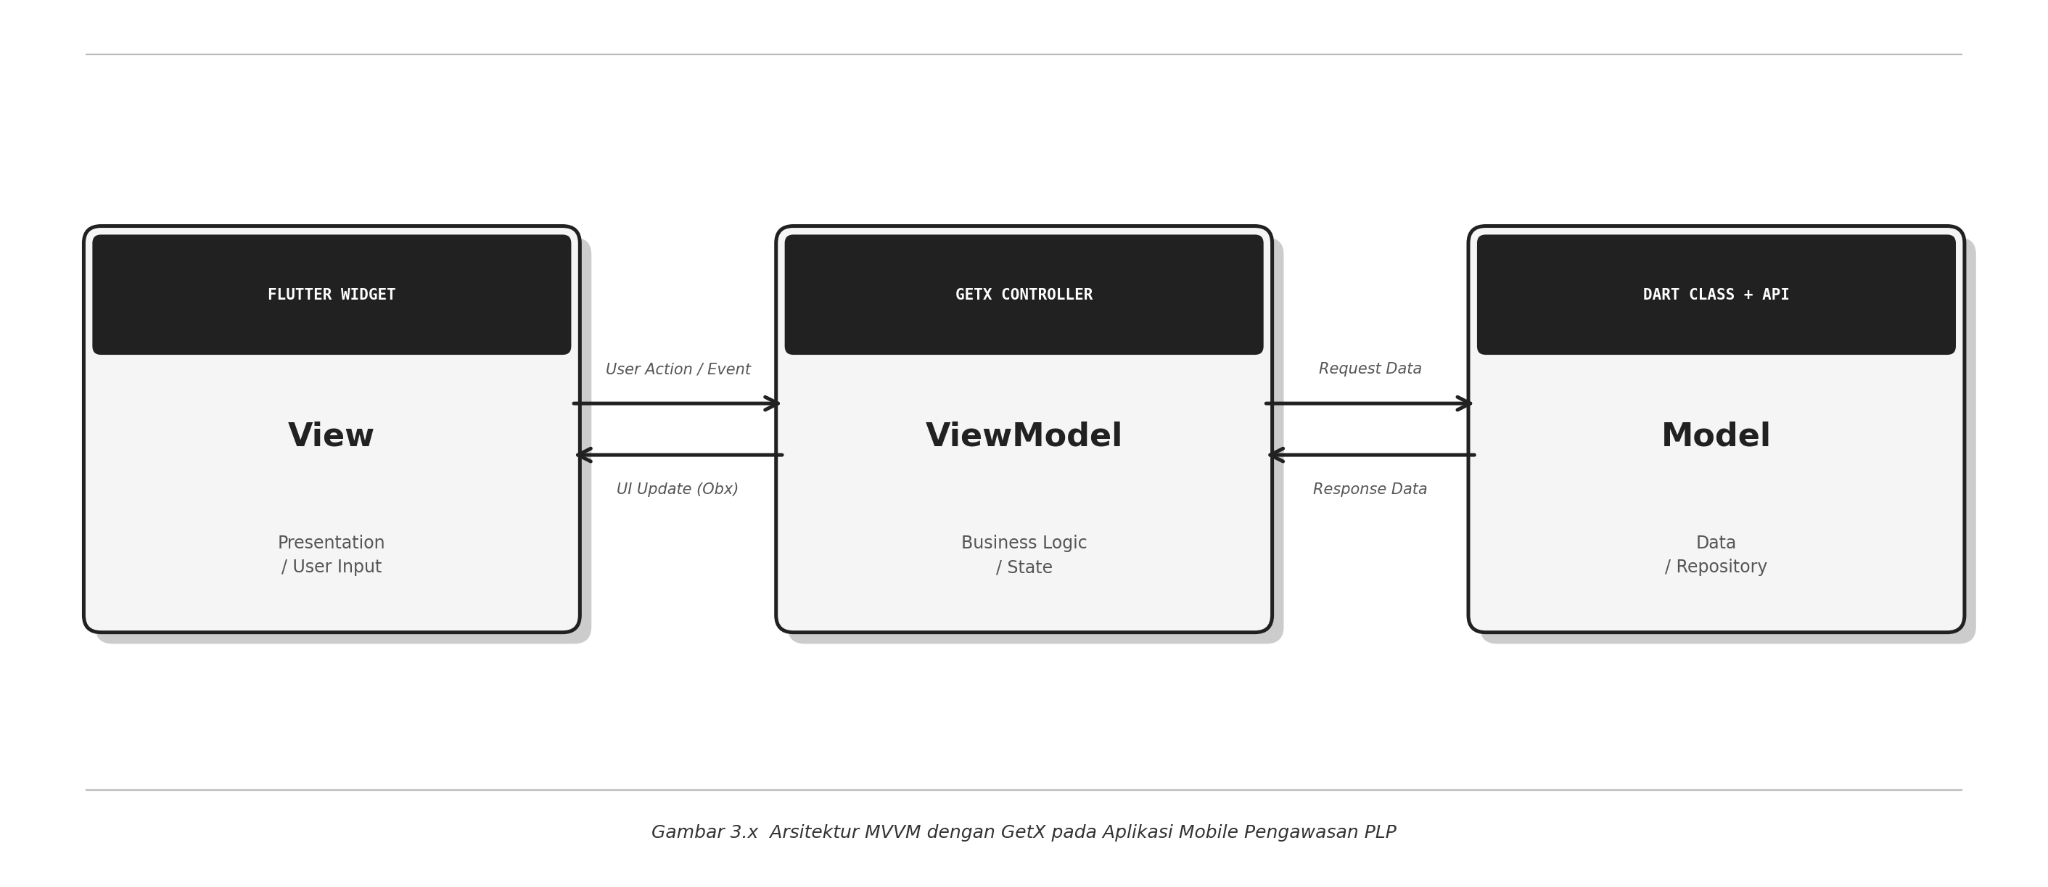 FLUTTER WIDGET
View
Presentation
/ User Input
User Action / Event
UI Update (Obx)
GETX CONTROLLER
ViewModel
Business Logic
/ State
Request Data
Response Data
DART CLASS + API
Model
Data
/ Repository
Gambar 3.x  Arsitektur MVVM dengan GetX pada Aplikasi Mobile Pengawasan PLP